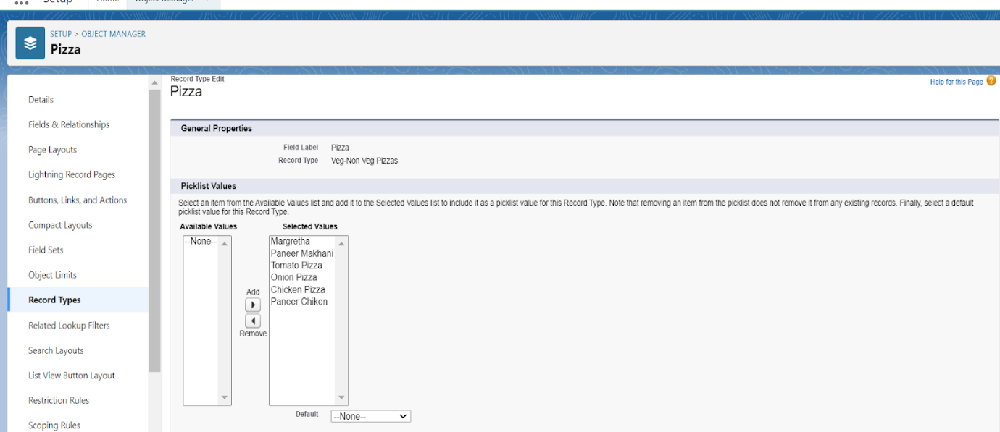 Setup Home Object Manager
SETUP > OBJECT MANAGER
Pizza
Details
Fields & Relationships
Page Layouts
Lightning Record Pages
Buttons, Links, and Actions
Compact Layouts
Field Sets
Object Limits
Record Types
Related Lookup Filters
Search Layouts
List View Button Layout
Restriction Rules
Scoping Rules
Record Type Edit
Pizza
Help for this Page ?
General Properties
Field Label Pizza
Record Type Veg-Non Veg Pizzas
Picklist Values
Select an item from the Available Values list and add it to the Selected Values list to include it as a picklist value for this Record Type. Note that removing an item from the picklist does not remove it from any existing records. Finally, select a default
picklist value for this Record Type.
Available Values Selected Values
--None--
Add
Remove
Margretha
Paneer Makhani
Tomato Pizza
Onion Pizza
Chicken Pizza
Paneer Chiken
Default --None--